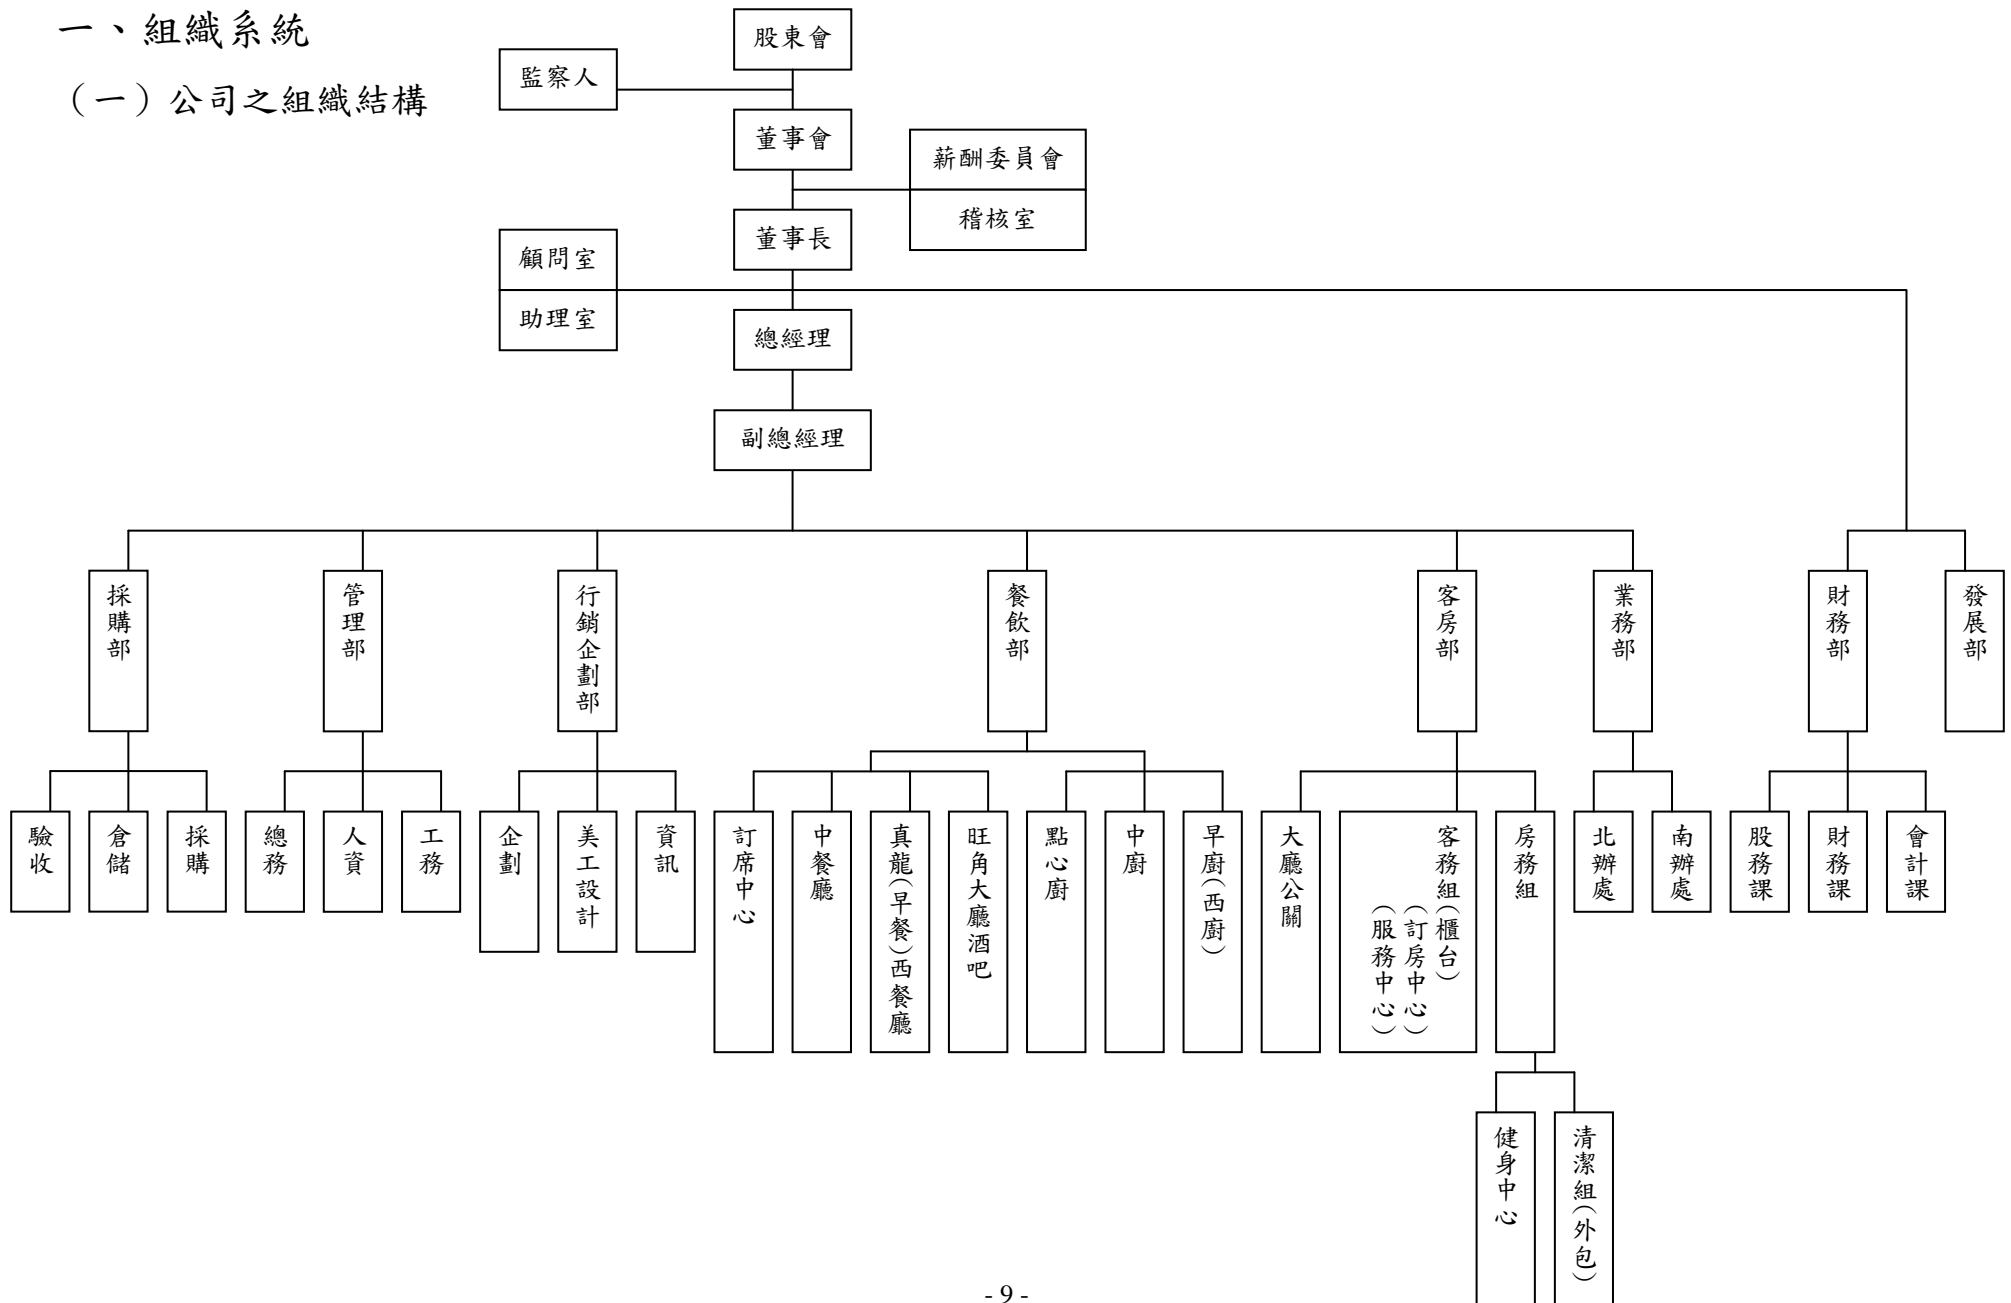 一、組織系統
（一）公司之組織結構
股東會
監察人
董事會
薪酬委員會
稽核室
董事長
顧問室
助理室
總經理
副總經理
採購部
管理部
行銷企劃部
餐飲部
客房部
業務部
財務部
發展部
驗收
倉儲
採購
總務
人資
工務
企劃
美工設計
資訊
訂席中心
中餐廳
真龍(早餐)西餐廳
旺角大廳酒吧
點心廚
中廚
早廚(西廚)
大廳公關
客務組(櫃台)
(訂房中心)
(服務中心)
房務組
北辦處
南辦處
股務課
財務課
會計課
健身中心
清潔組(外包)
- 9 -